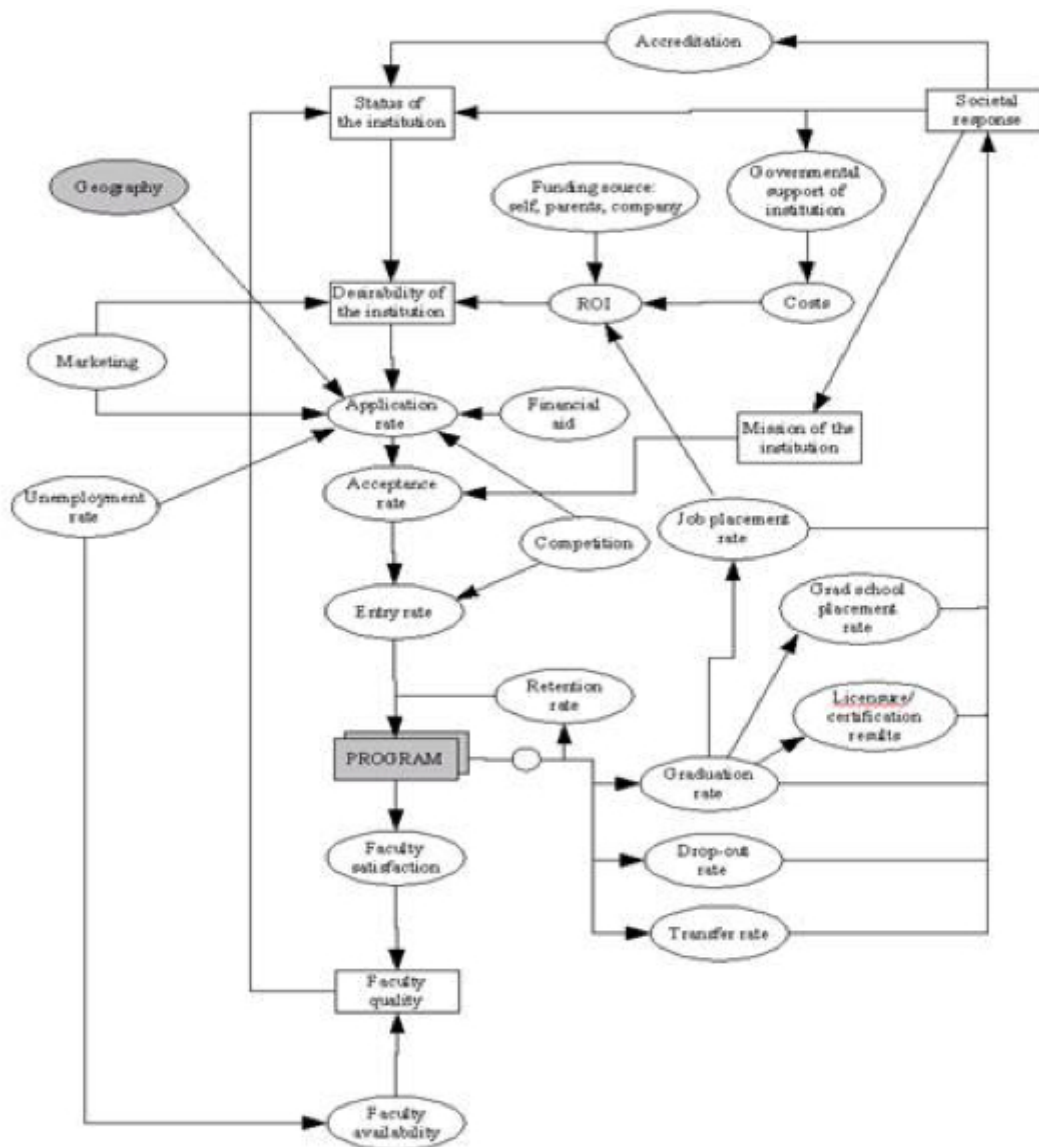 Accreditation
Status of
the institution
Societal
response
Geography
Funding source:
self, parents, company
Governmental
support of
institution
Desirability of
the institution
ROI
Costs
Marketing
Application
rate
Financial
aid
Mission of the
institution
Unemployment
rate
Acceptance
rate
Competition
Job placement
rate
Entry rate
Grad school
placement
rate
Retention
rate
Licensure/
certification
results
PROGRAM
Graduation
rate
Faculty
satisfaction
Drop-out
rate
Transfer rate
Faculty
quality
Faculty
availability